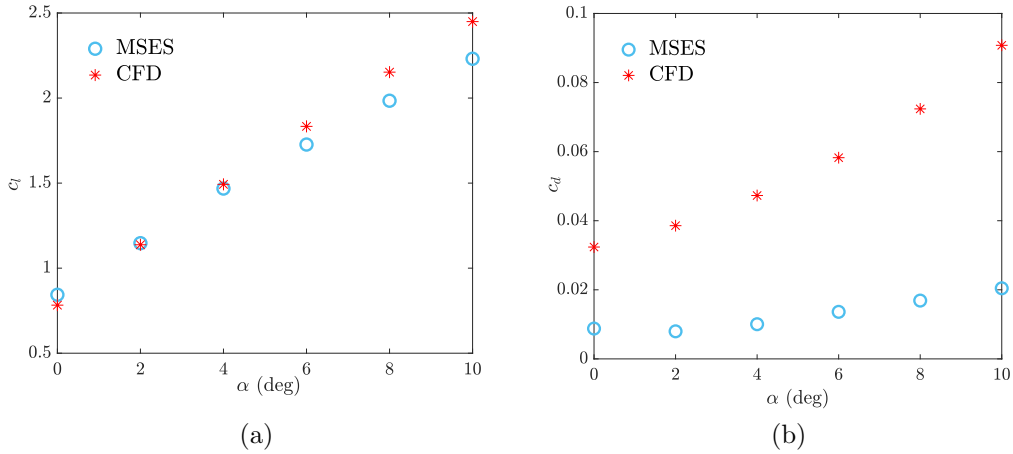 2.5
2
1.5
1
0.5
c_l
MSES
CFD
0 2 4 6 8 10
α (deg)
(a)
0.1
0.08
0.06
0.04
0.02
0
c_d
MSES
CFD
0 2 4 6 8 10
α (deg)
(b)